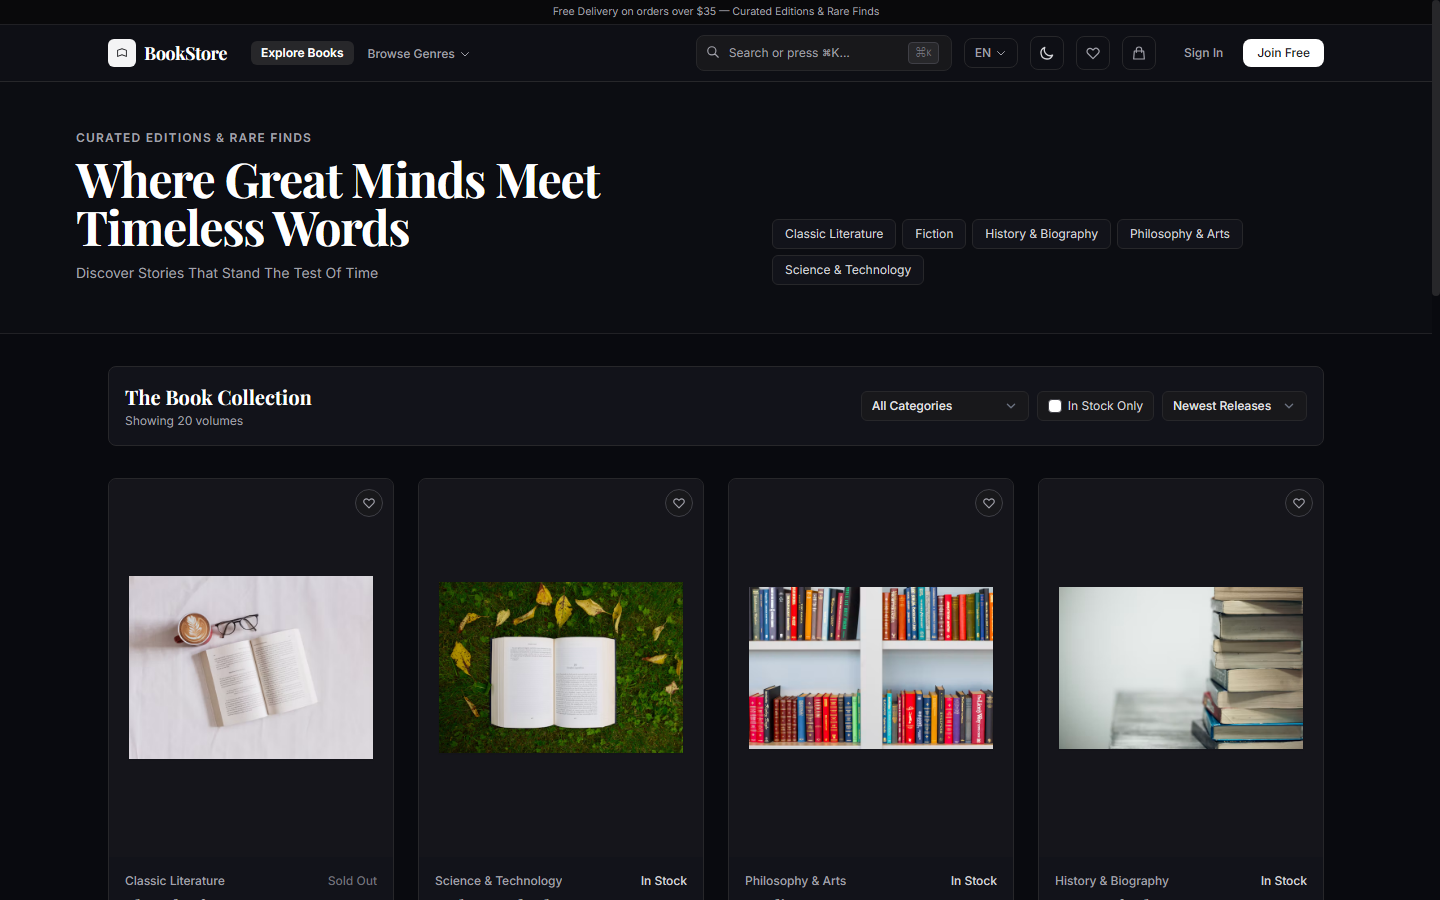 Free Delivery on orders over $35 — Curated Editions & Rare Finds
BookStore
Explore Books
Browse Genres
Search or press ⌘K...
⌘K
EN
Sign In
Join Free
CURATED EDITIONS & RARE FINDS
Where Great Minds Meet
Timeless Words
Discover Stories That Stand The Test Of Time
Classic Literature
Fiction
History & Biography
Philosophy & Arts
Science & Technology
The Book Collection
Showing 20 volumes
All Categories
In Stock Only
Newest Releases
Classic Literature
Sold Out
Science & Technology
In Stock
Philosophy & Arts
In Stock
History & Biography
In Stock